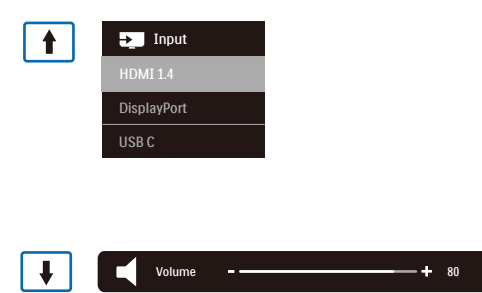 Input
HDMI 1.4
DisplayPort
USB C
Volume - + 80